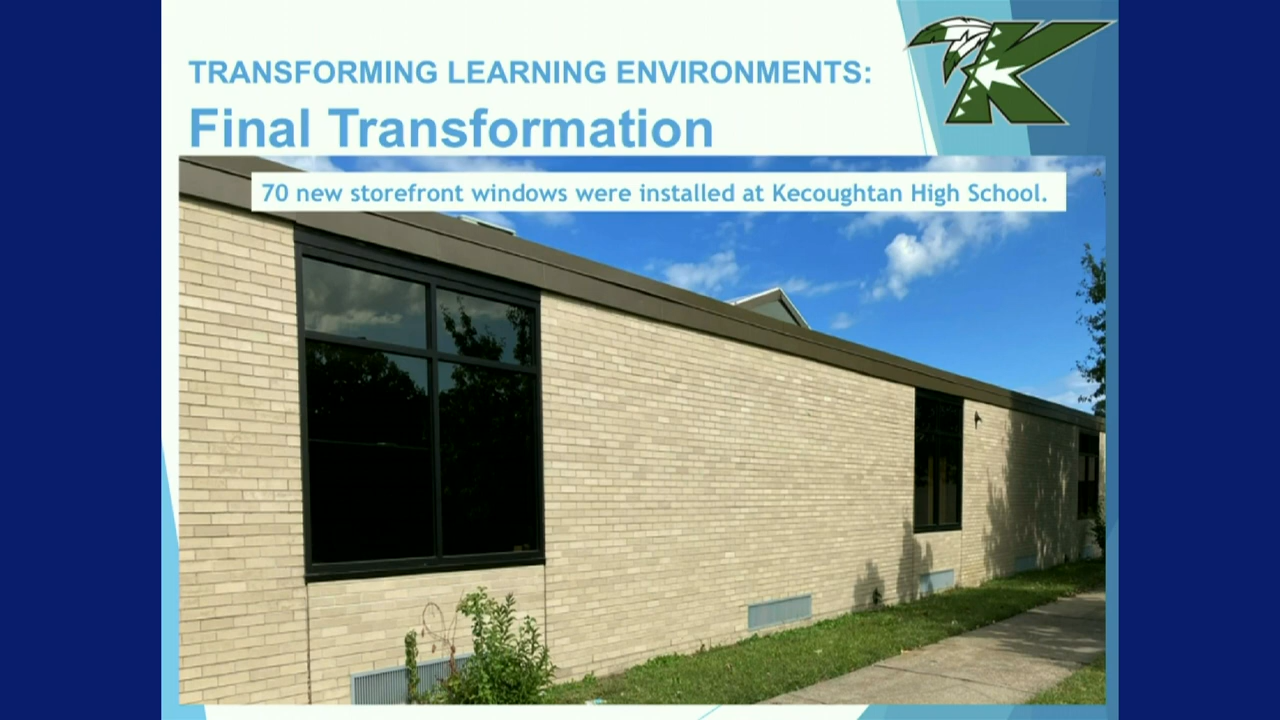 TRANSFORMING LEARNING ENVIRONMENTS:
Final Transformation
70 new storefront windows were installed at Kecoughtan High School.
K